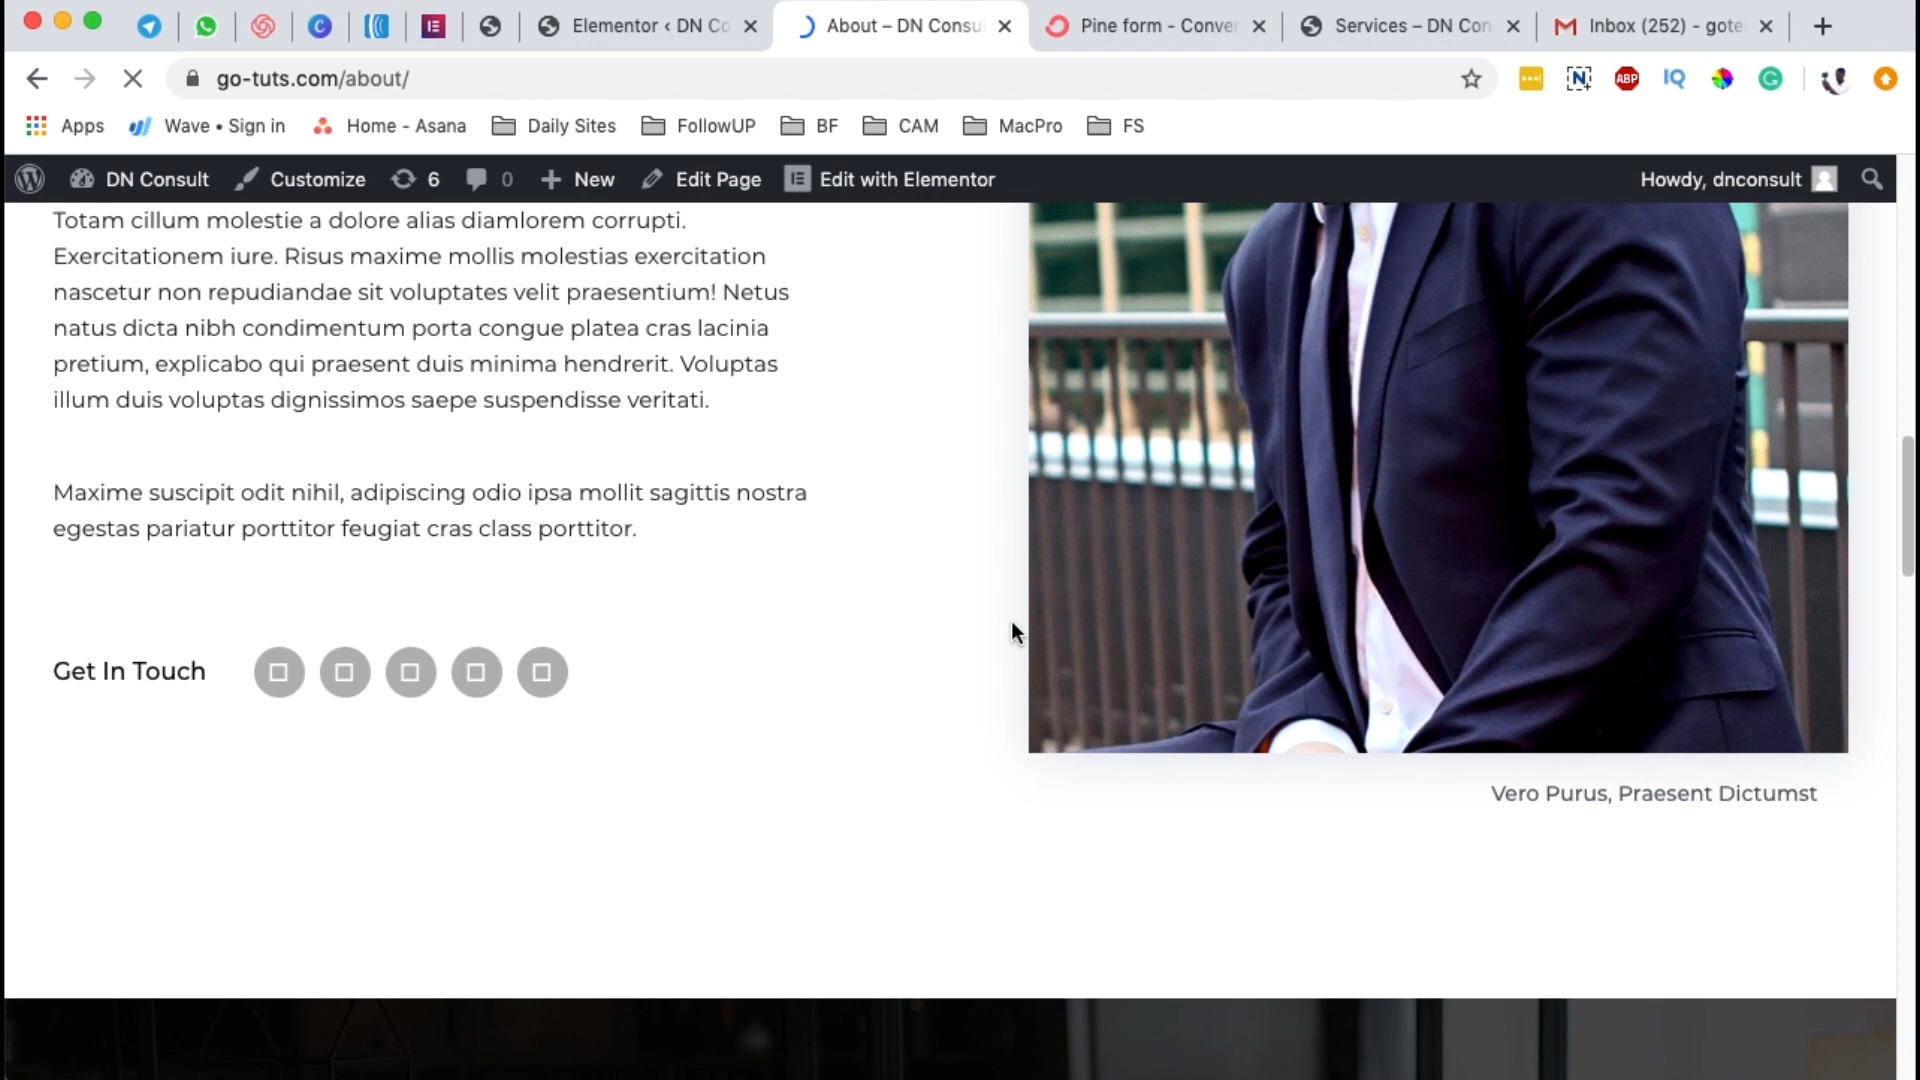 Elementor ‹ DN Co
About – DN Consul
Pine form - Conver
Services – DN Con
Inbox (252) - gote
go-tuts.com/about/
ABP
IQ
Apps
Wave • Sign in
Home - Asana
Daily Sites
FollowUP
BF
CAM
MacPro
FS
DN Consult
Customize
6
0
New
Edit Page
Edit with Elementor
Howdy, dnconsult
Totam cillum molestie a dolore alias diamlorem corrupti.
Exercitationem iure. Risus maxime mollis molestias exercitation
nascetur non repudiandae sit voluptates velit praesentium! Netus
natus dicta nibh condimentum porta congue platea cras lacinia
pretium, explicabo qui praesent duis minima hendrerit. Voluptas
illum duis voluptas dignissimos saepe suspendisse veritati.
Maxime suscipit odit nihil, adipiscing odio ipsa mollit sagittis nostra
egestas pariatur porttitor feugiat cras class porttitor.
Get In Touch
Vero Purus, Praesent Dictumst